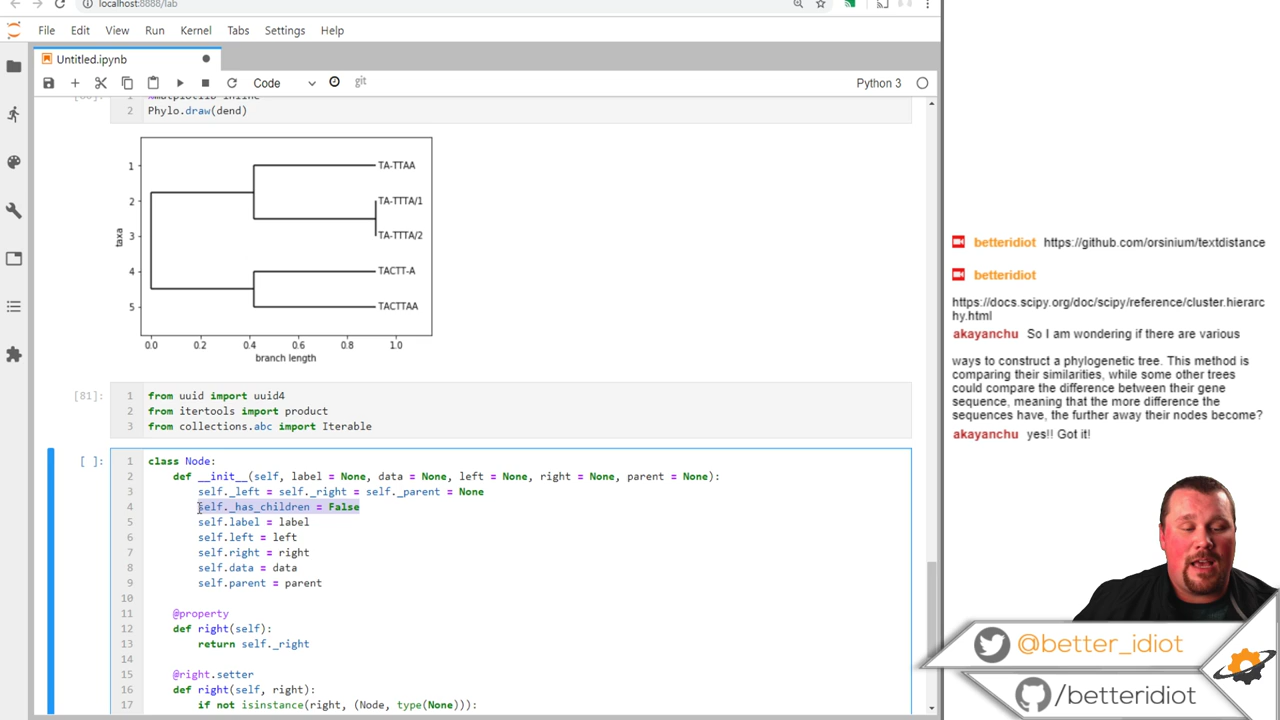 localhost:8888/lab
File Edit View Run Kernel Tabs Settings Help
Untitled.ipynb
Code git Python 3
2 Phylo.draw(dend)
1 TA-TTAA
2 TA-TTTA/1
3 TA-TTTA/2
4 TACTT-A
5 TACTTAA
taxa
0.0 0.2 0.4 0.6 0.8 1.0
branch length
[81]: 1 from uuid import uuid4
2 from itertools import product
3 from collections.abc import Iterable
[ ]: 1 class Node:
2 def __init__(self, label = None, data = None, left = None, right = None, parent = None):
3 self._left = self._right = self._parent = None
4 self._has_children = False
5 self.label = label
6 self.left = left
7 self.right = right
8 self.data = data
9 self.parent = parent
10
11 @property
12 def right(self):
13 return self._right
14
15 @right.setter
16 def right(self, right):
17 if not isinstance(right, (Node, type(None))):
betteridiot https://github.com/orsinium/textdistance
betteridiot
https://docs.scipy.org/doc/scipy/reference/cluster.hierarc
hy.html
akayanchu So I am wondering if there are various
ways to construct a phylogenetic tree. This method is
comparing their similarities, while some other trees
could compare the difference between their gene
sequence, meaning that the more difference the
sequences have, the further away their nodes become?
akayanchu yes!! Got it!
@better_idiot
/betteridiot